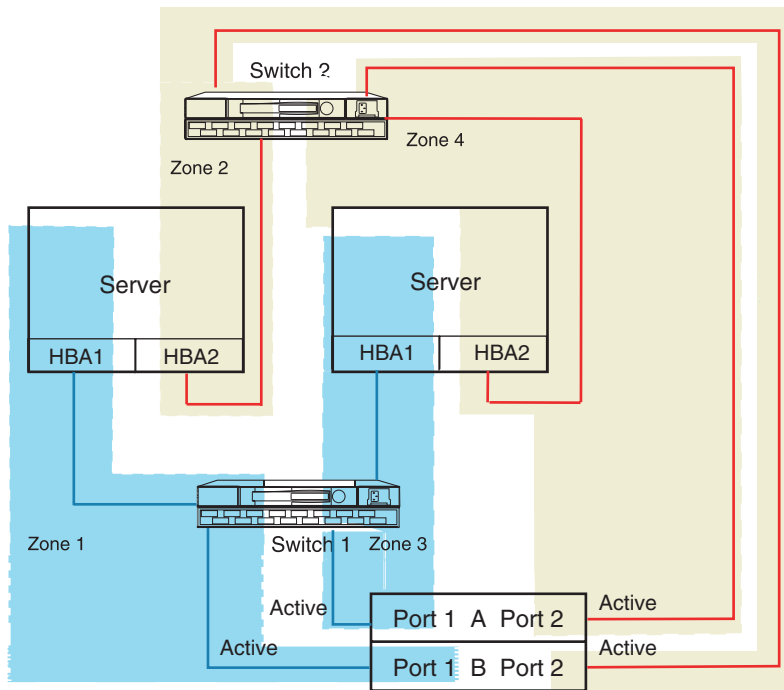 Switch 2
Zone 4
Zone 2
Server
Server
HBA1 HBA2
HBA1 HBA2
Zone 1
Switch 1
Zone 3
Active
Port 1 A Port 2
Active
Active
Port 1 B Port 2
Active